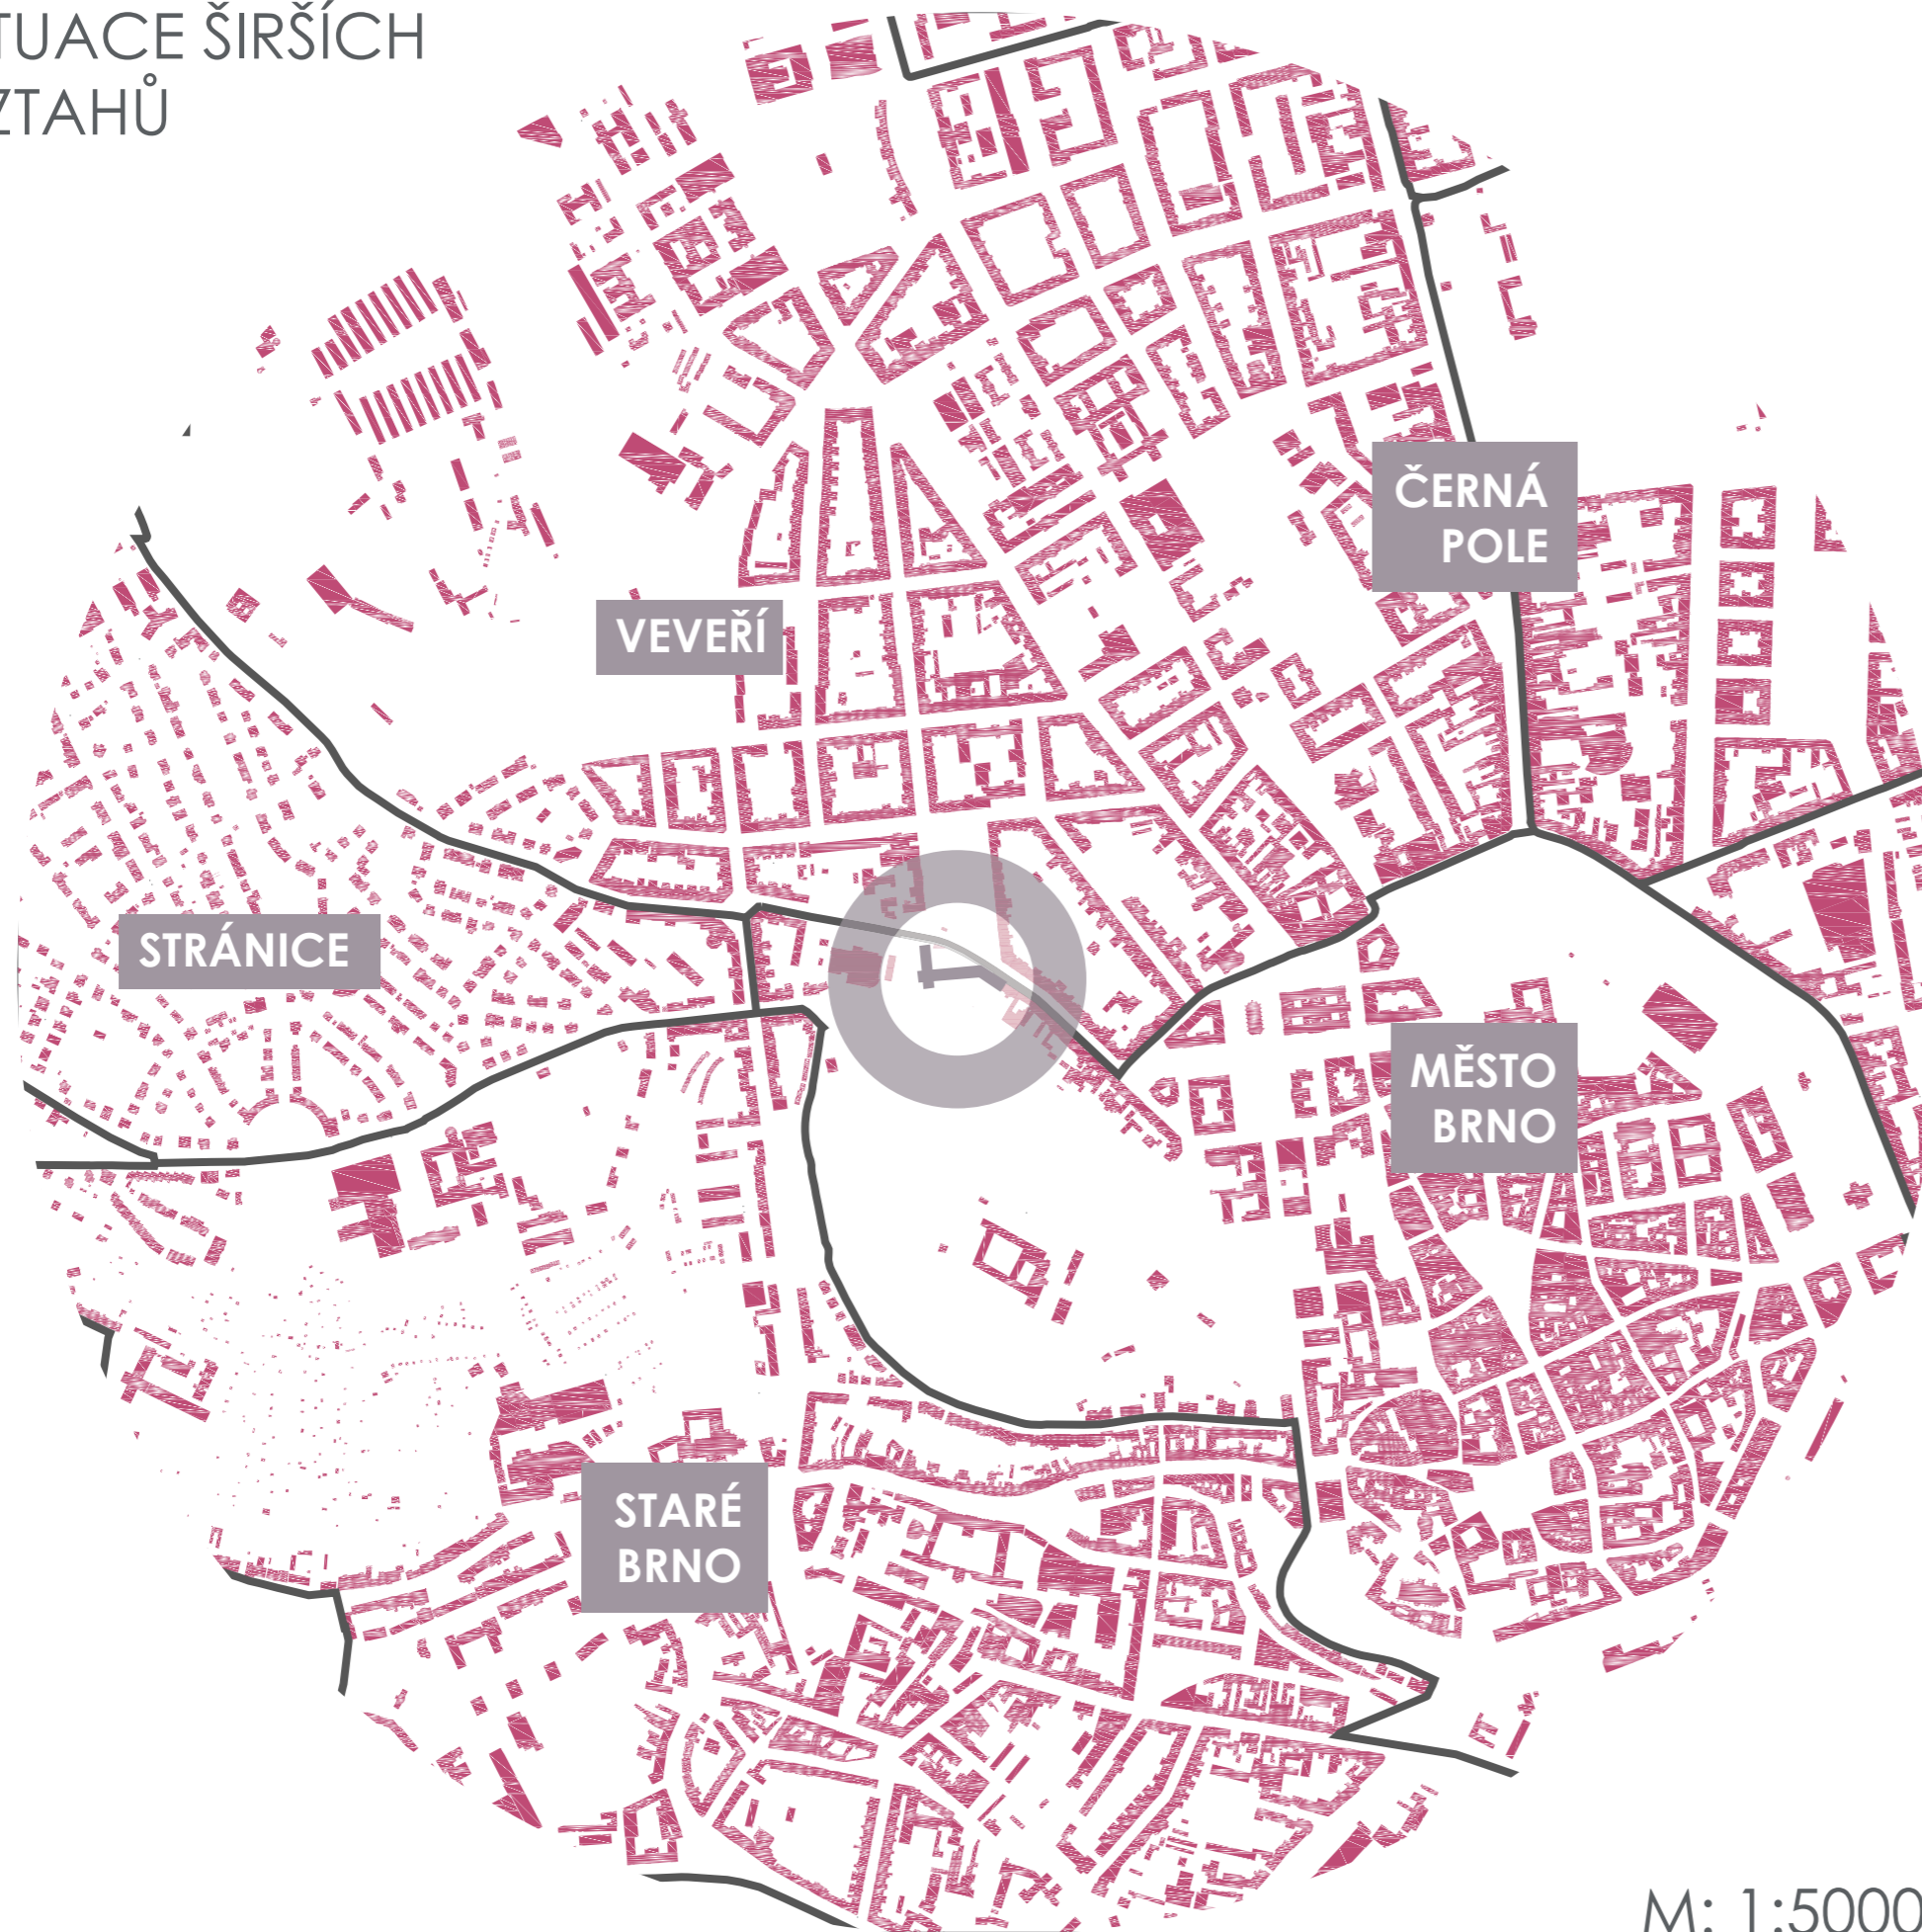 TUACE ŠIRŠÍCH
ZTAHŮ
ČERNÁ
POLE
VEVEŘÍ
STRÁNICE
MĚSTO
BRNO
STARÉ
BRNO
M: 1:5000